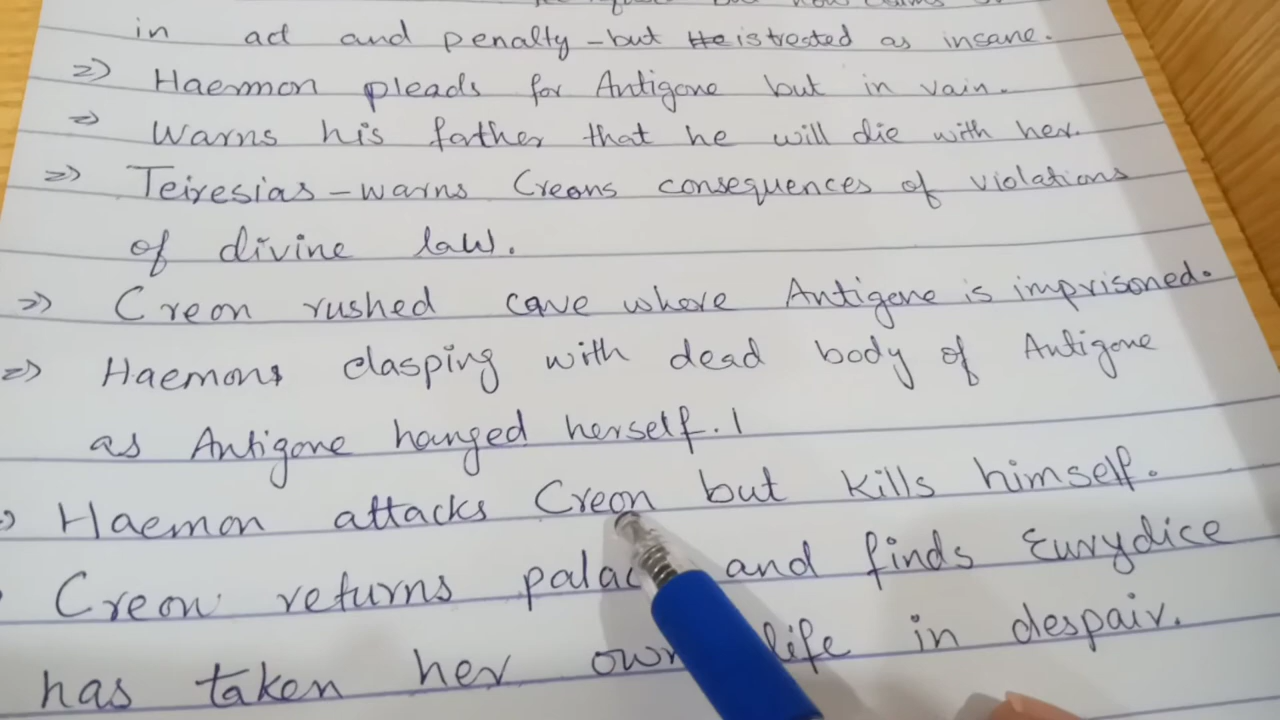 in act and penalty - but is treated as insane.
=) Haemon pleads for Antigone but in vain.
=) Warns his father that he will die with her.
=) Teiresias - warns Creons consequences of violations
of divine law.
=) Creon rushed cave where Antigone is imprisoned.
=) Haemons clasping with dead body of Antigone
as Antigone hanged herself. 1
=) Haemon attacks Creon but kills himself.
Creon returns palac and finds Eurydice
has taken her own life in despair.